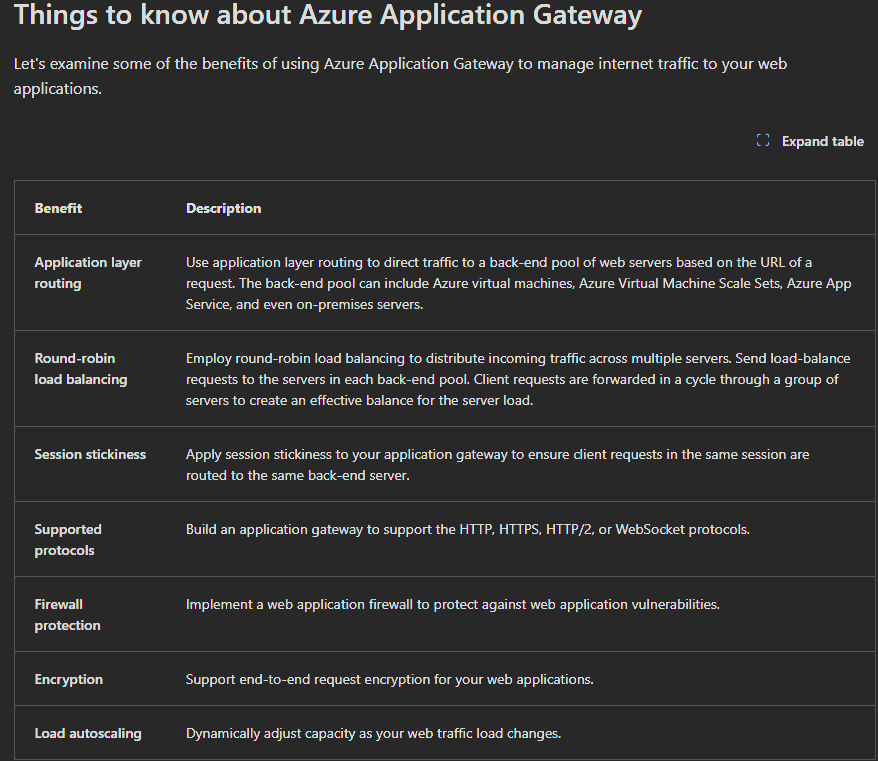 Things to know about Azure Application Gateway
Let's examine some of the benefits of using Azure Application Gateway to manage internet traffic to your web
applications.
Expand table
Benefit Description
Application layer Use application layer routing to direct traffic to a back-end pool of web servers based on the URL of a
routing request. The back-end pool can include Azure virtual machines, Azure Virtual Machine Scale Sets, Azure App
Service, and even on-premises servers.
Round-robin Employ round-robin load balancing to distribute incoming traffic across multiple servers. Send load-balance
load balancing requests to the servers in each back-end pool. Client requests are forwarded in a cycle through a group of
servers to create an effective balance for the server load.
Session stickiness Apply session stickiness to your application gateway to ensure client requests in the same session are
routed to the same back-end server.
Supported Build an application gateway to support the HTTP, HTTPS, HTTP/2, or WebSocket protocols.
protocols
Firewall Implement a web application firewall to protect against web application vulnerabilities.
protection
Encryption Support end-to-end request encryption for your web applications.
Load autoscaling Dynamically adjust capacity as your web traffic load changes.